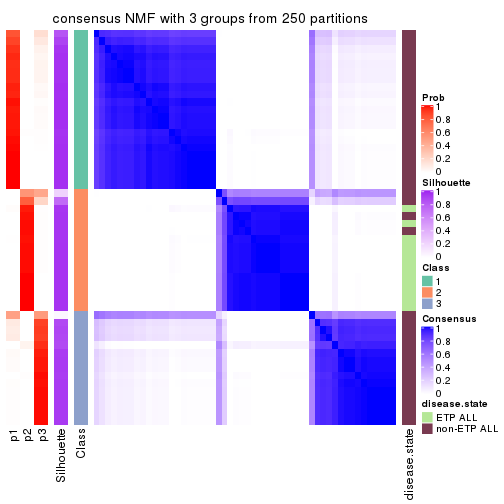 consensus NMF with 3 groups from 250 partitions
Prob
1
0.8
0.6
0.4
0.2
0
Silhouette
1
0.8
0.6
0.4
0.2
0
Class
1
2
3
Consensus
1
0.8
0.6
0.4
0.2
0
disease.state
ETP ALL
non-ETP ALL
p1
p2
p3
Silhouette
Class
disease.state